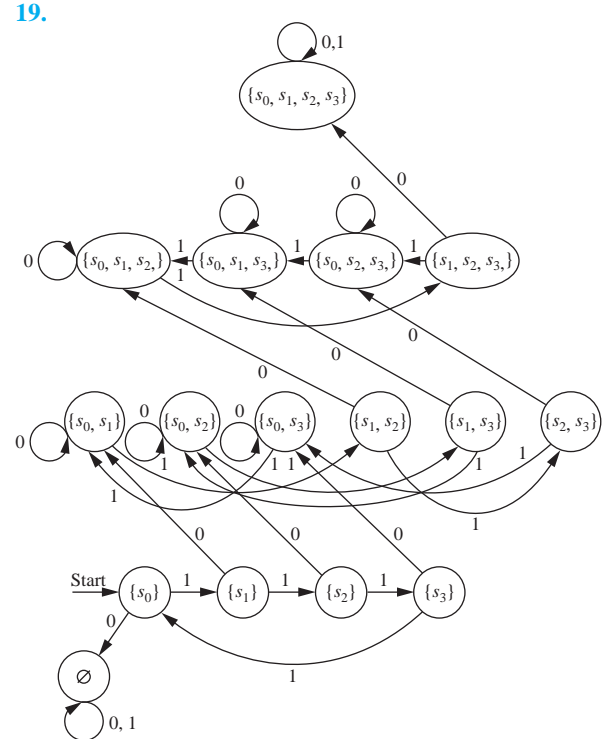 19.
0,1
{s0, s1, s2, s3}
0
0 0
0 {s0, s1, s2,} 1 {s0, s1, s3,} 1 {s0, s2, s3,} 1 {s1, s2, s3,}
1
0 0 0
{s0, s1} {s0, s2} {s0, s3} {s1, s2} {s1, s3} {s2, s3}
0 0 0
1 1 1 1 1
1 1
0 0 0
Start {s0} 1 {s1} 1 {s2} 1 {s3}
0
1
∅
0, 1